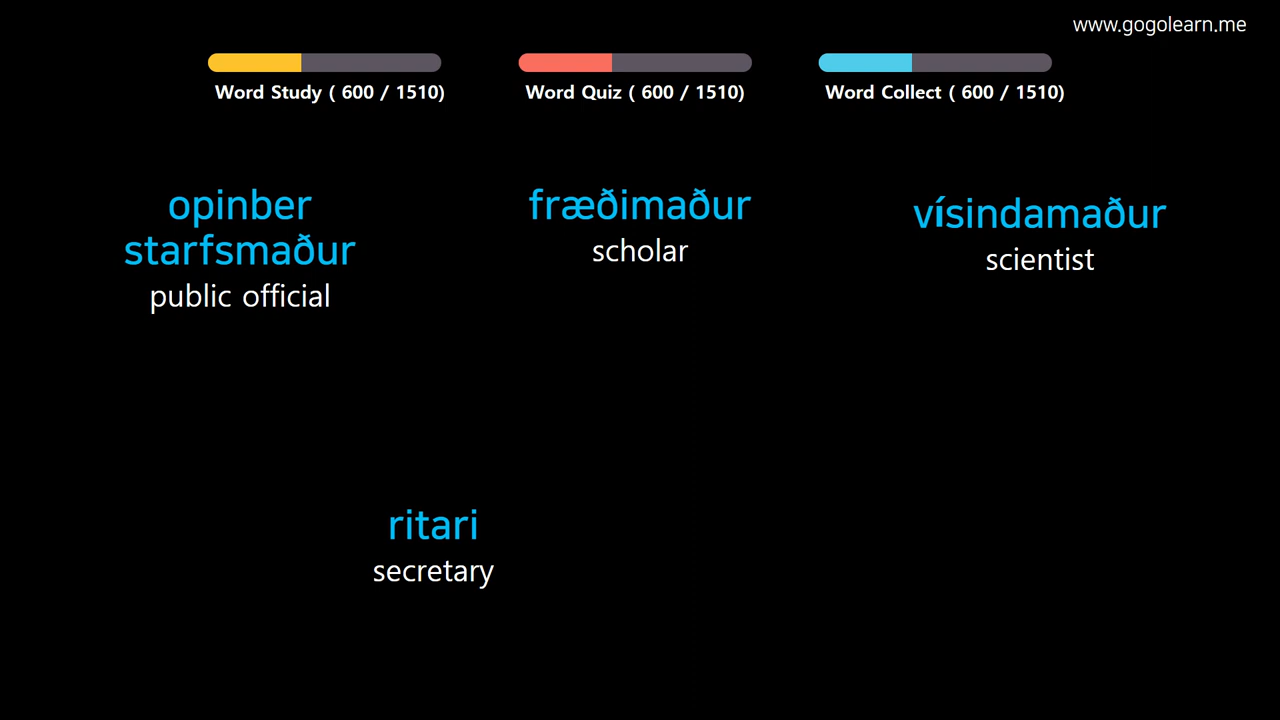 www.gogolearn.me
Word Study ( 600 / 1510)
Word Quiz ( 600 / 1510)
Word Collect ( 600 / 1510)
opinber
starfsmaður
public official
fræðimaður
scholar
vísindamaður
scientist
ritari
secretary